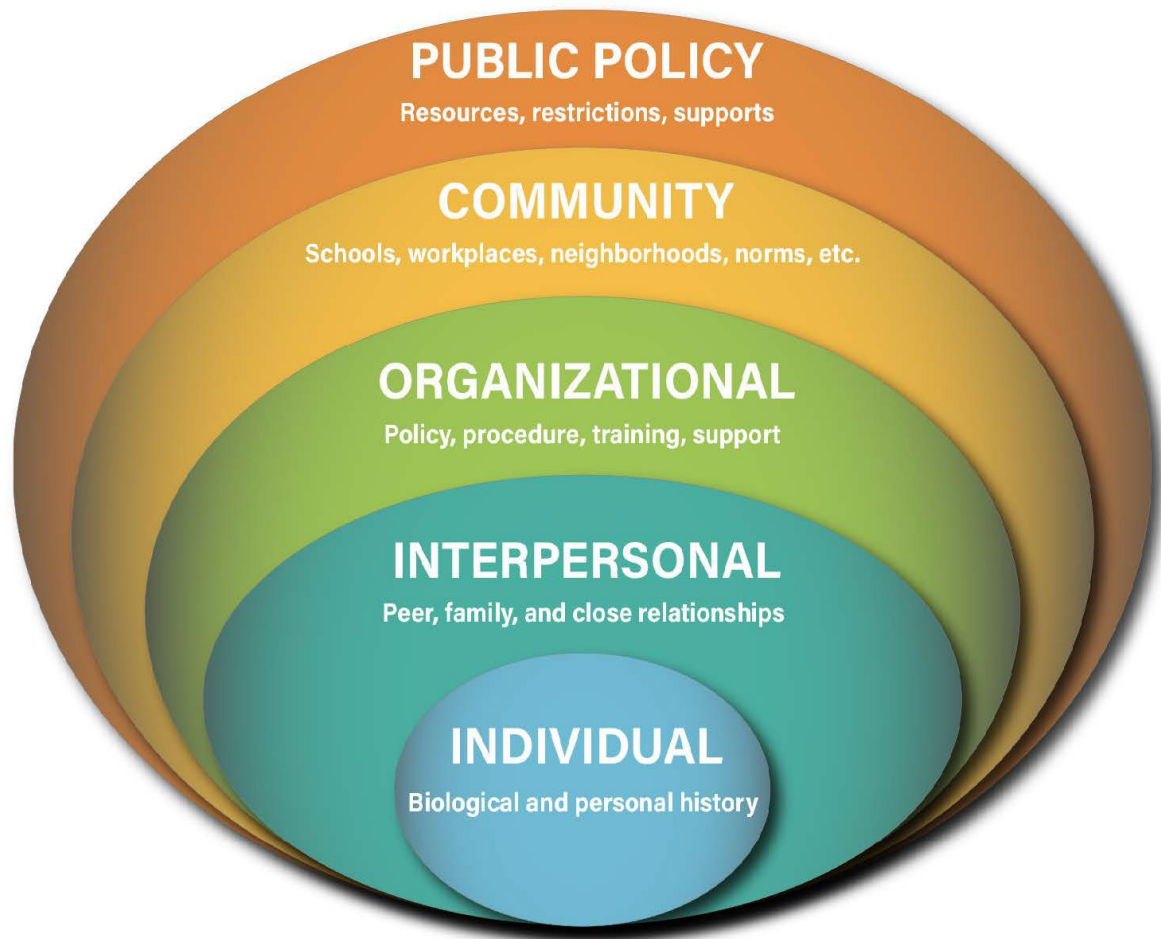 PUBLIC POLICY
Resources, restrictions, supports
COMMUNITY
Schools, workplaces, neighborhoods, norms, etc.
ORGANIZATIONAL
Policy, procedure, training, support
INTERPERSONAL
Peer, family, and close relationships
INDIVIDUAL
Biological and personal history